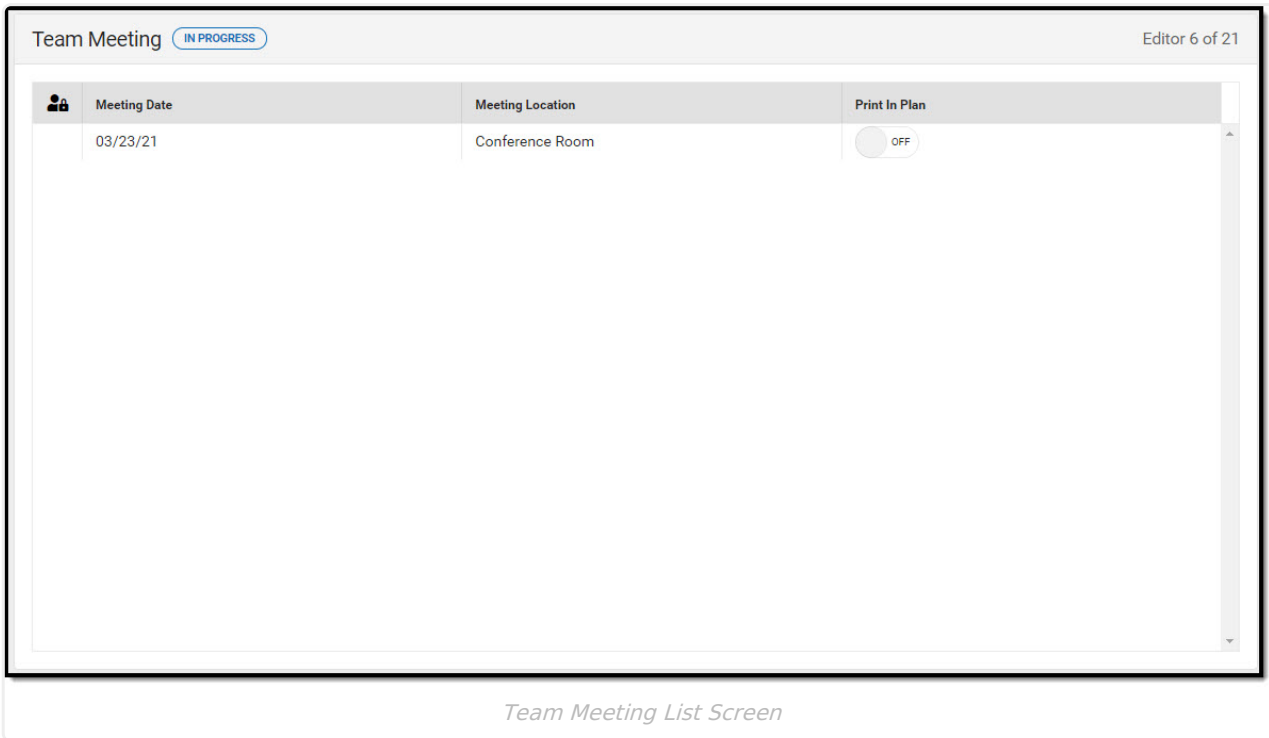 Team Meeting IN PROGRESS Editor 6 of 21
Meeting Date Meeting Location Print In Plan
03/23/21 Conference Room OFF
Team Meeting List Screen